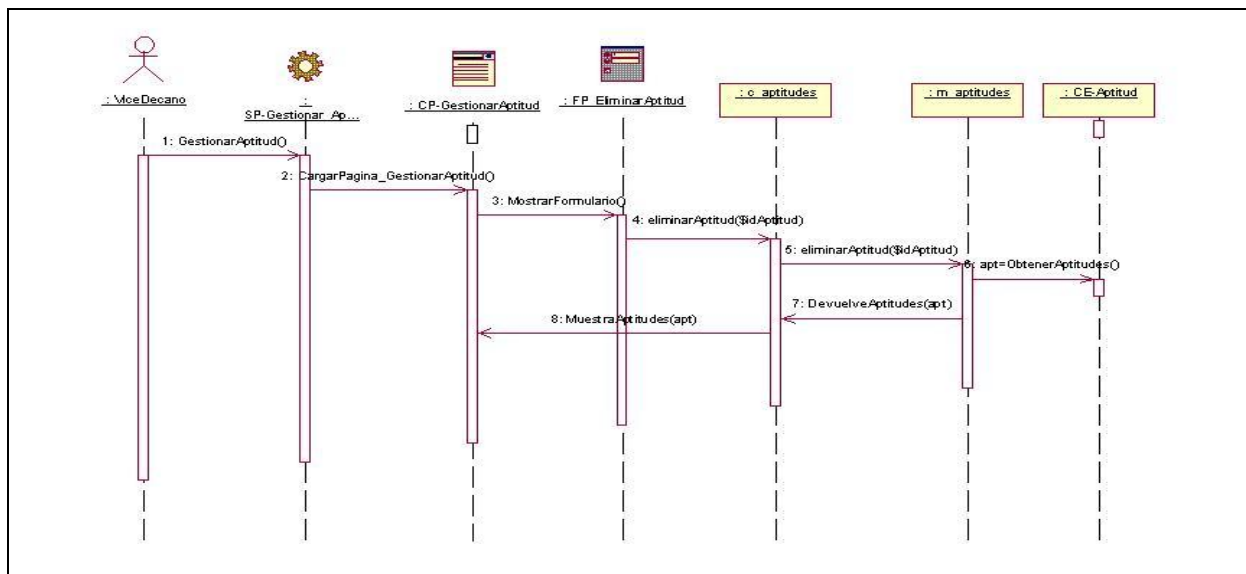 : ViceDecano
:
SP-Gestionar_Ap...
: CP-GestionarAptitud
: FP_EliminarAptitud
: c_aptitudes
: m_aptitudes
: CE-Aptitud
1: GestionarAptitud()
2: CargarPagina_GestionarAptitud()
3: MostrarFormulario()
4: eliminarAptitud($idAptitud)
5: eliminarAptitud($idAptitud)
6: apt=ObtenerAptitudes()
7: DevuelveAptitudes(apt)
8: MuestraAptitudes(apt)